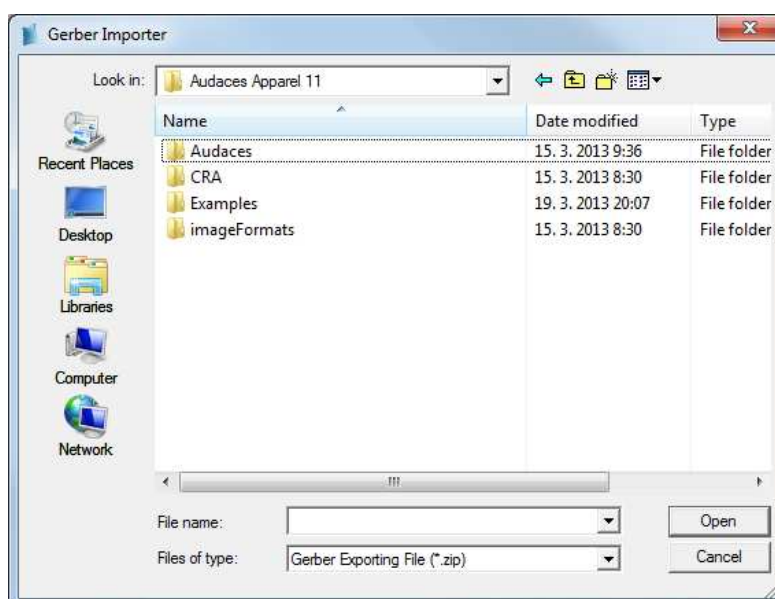 Gerber Importer
Look in: Audaces Apparel 11
Name Date modified Type
Audaces 15. 3. 2013 9:36 File folder
CRA 15. 3. 2013 8:30 File folder
Examples 19. 3. 2013 20:07 File folder
imageFormats 15. 3. 2013 8:30 File folder
Recent Places
Desktop
Libraries
Computer
Network
File name: Open
Files of type: Gerber Exporting File (*.zip) Cancel